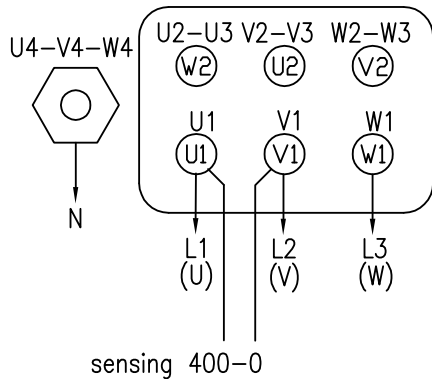 U2-U3 V2-V3 W2-W3
U4-V4-W4
W2 U2 V2
U1 V1 W1
U1 V1 W1
N
L1 L2 L3
(U) (V) (W)
sensing 400-0